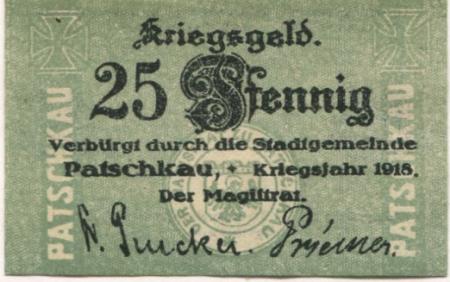 Kriegsgeld.
25 Pfennig
Verbürgt durch die Stadtgemeinde
Patschkau, Kriegsjahr 1918.
Der Magistrat.
PATSCHKAU
PATSCHKAU